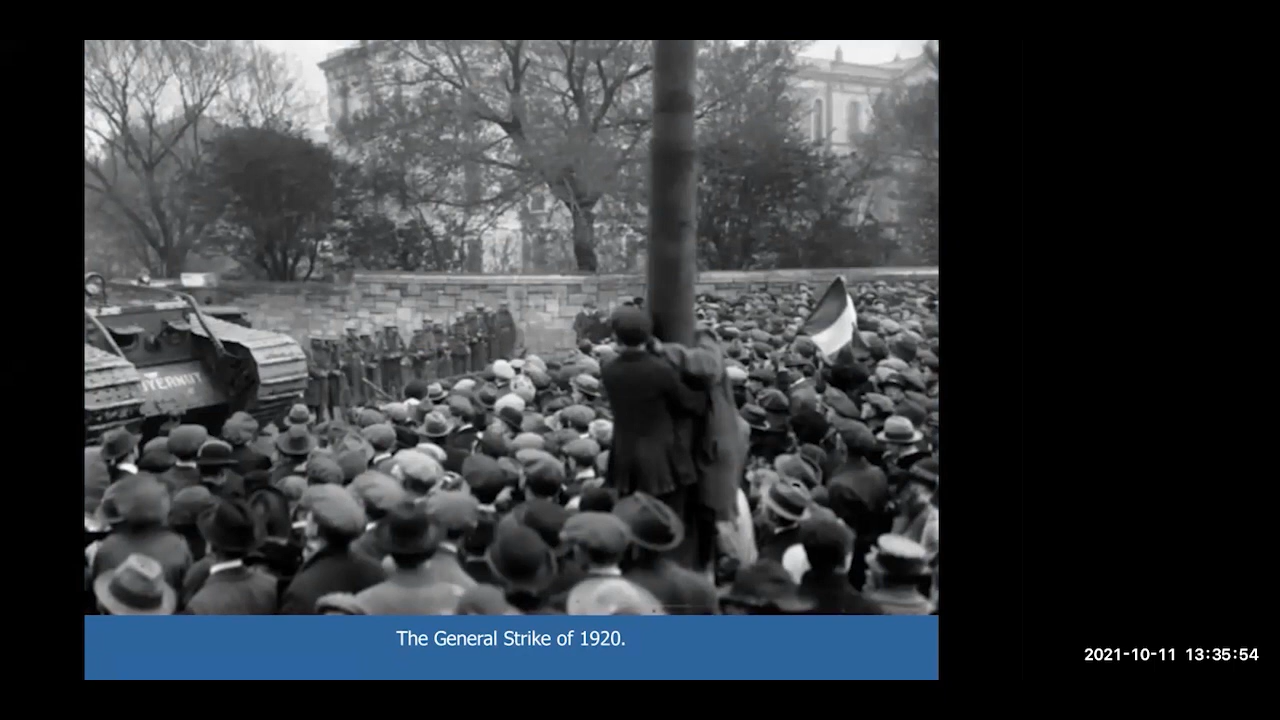 The General Strike of 1920.
2021-10-11 13:35:54